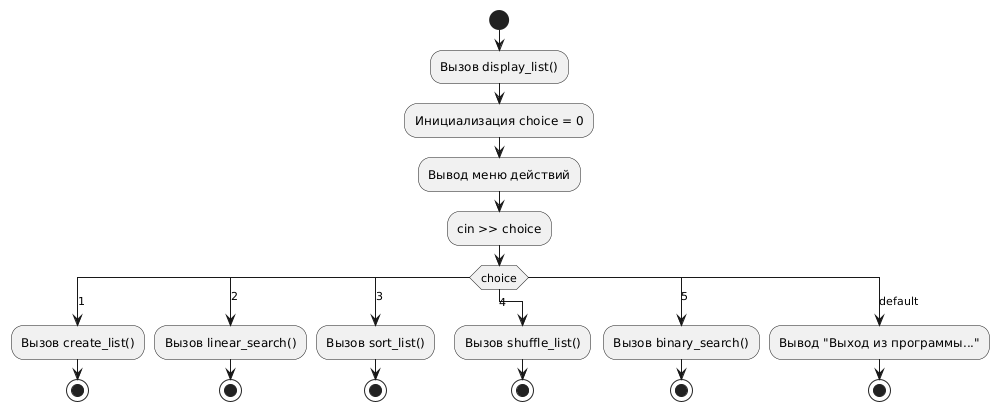 Вызов display_list()
Инициализация choice = 0
Вывод меню действий
cin >> choice
choice
1
2
3
4
5
default
Вызов create_list()
Вызов linear_search()
Вызов sort_list()
Вызов shuffle_list()
Вызов binary_search()
Вывод "Выход из программы..."